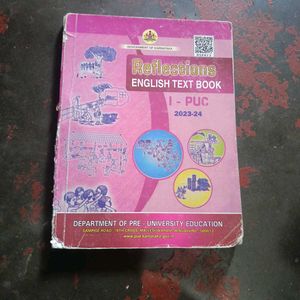 GOVERNMENT OF KARNATAKA
Reflections
ENGLISH TEXT BOOK
I - PUC
2023-24
DEPARTMENT OF PRE - UNIVERSITY EDUCATION